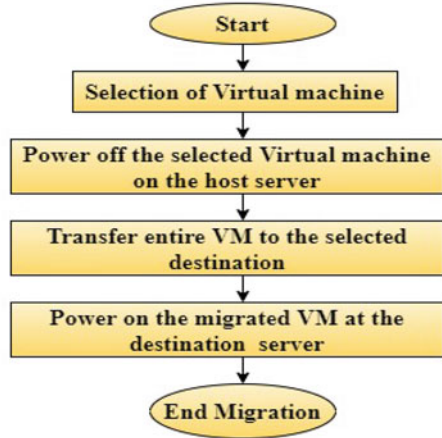 Start
Selection of Virtual machine
Power off the selected Virtual machine
on the host server
Transfer entire VM to the selected
destination
Power on the migrated VM at the
destination server
End Migration